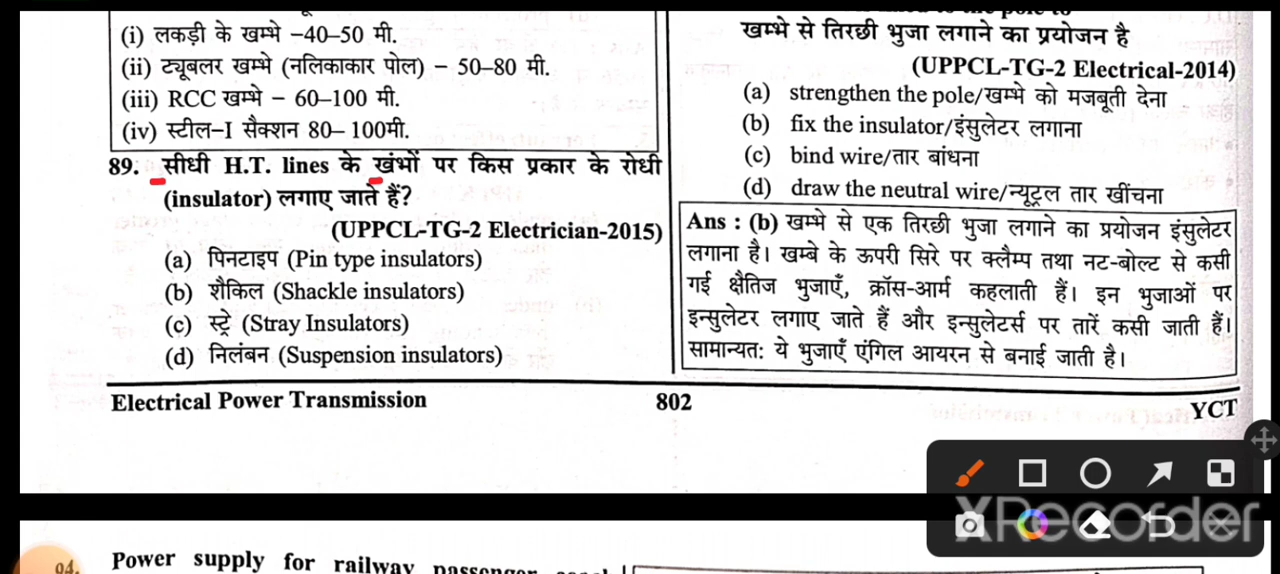 (i) लकड़ी के खम्भे –40–50 मी.
(ii) ट्यूबलर खम्भे (नलिकाकार पोल) – 50–80 मी.
(iii) RCC खम्भे – 60–100 मी.
(iv) स्टील–I सैक्शन 80– 100मी.
89. सीधी H.T. lines के खंभों पर किस प्रकार के रोधी
(insulator) लगाए जाते हैं?
(UPPCL-TG-2 Electrician-2015)
(a) पिनटाइप (Pin type insulators)
(b) शैकिल (Shackle insulators)
(c) स्ट्रे (Stray Insulators)
(d) निलंबन (Suspension insulators)
खम्भे से तिरछी भुजा लगाने का प्रयोजन है
(UPPCL-TG-2 Electrical-2014)
(a) strengthen the pole/खम्भे को मजबूती देना
(b) fix the insulator/इंसुलेटर लगाना
(c) bind wire/तार बांधना
(d) draw the neutral wire/न्यूट्रल तार खींचना
Ans : (b) खम्भे से एक तिरछी भुजा लगाने का प्रयोजन इंसुलेटर
लगाना है। खम्बे के ऊपरी सिरे पर क्लैम्प तथा नट-बोल्ट से कसी
गई क्षैतिज भुजाएँ, क्रॉस-आर्म कहलाती हैं। इन भुजाओं पर
इन्सुलेटर लगाए जाते हैं और इन्सुलेटर्स पर तारें कसी जाती हैं।
सामान्यत: ये भुजाएँ एंगिल आयरन से बनाई जाती है।
Electrical Power Transmission
802
YCT
XRecorder
94. Power supply for railway passenger